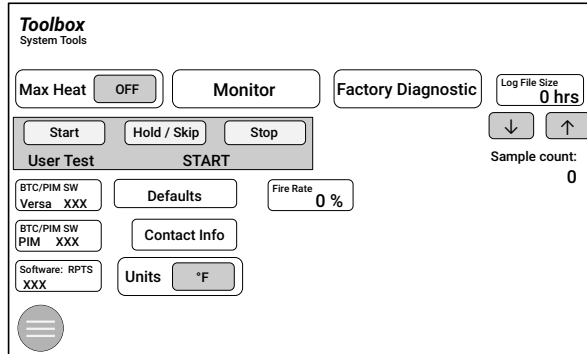 Toolbox
System Tools
Max Heat OFF
Monitor
Factory Diagnostic
Log File Size
0 hrs
↓ ↑
Start
Hold / Skip
Stop
User Test START
Sample count:
0
BTC/PIM SW
Versa XXX
Defaults
Fire Rate
0 %
BTC/PIM SW
PIM XXX
Contact Info
Software: RPTS
XXX
Units °F